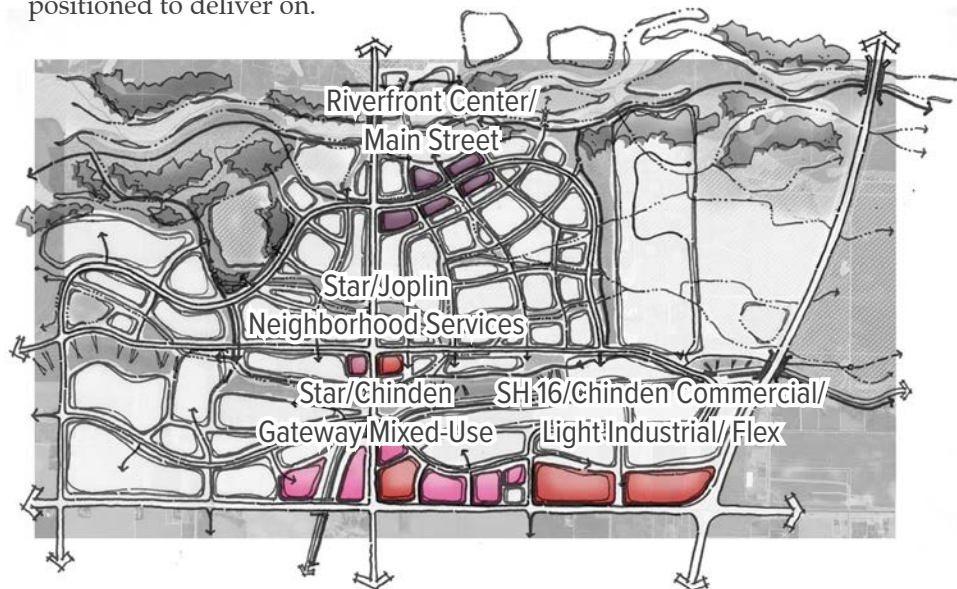 positioned to deliver on.
Riverfront Center/
Main Street
Star/Joplin
Neighborhood Services
Star/Chinden
Gateway Mixed-Use
SH 16/Chinden Commercial/
Light Industrial/ Flex